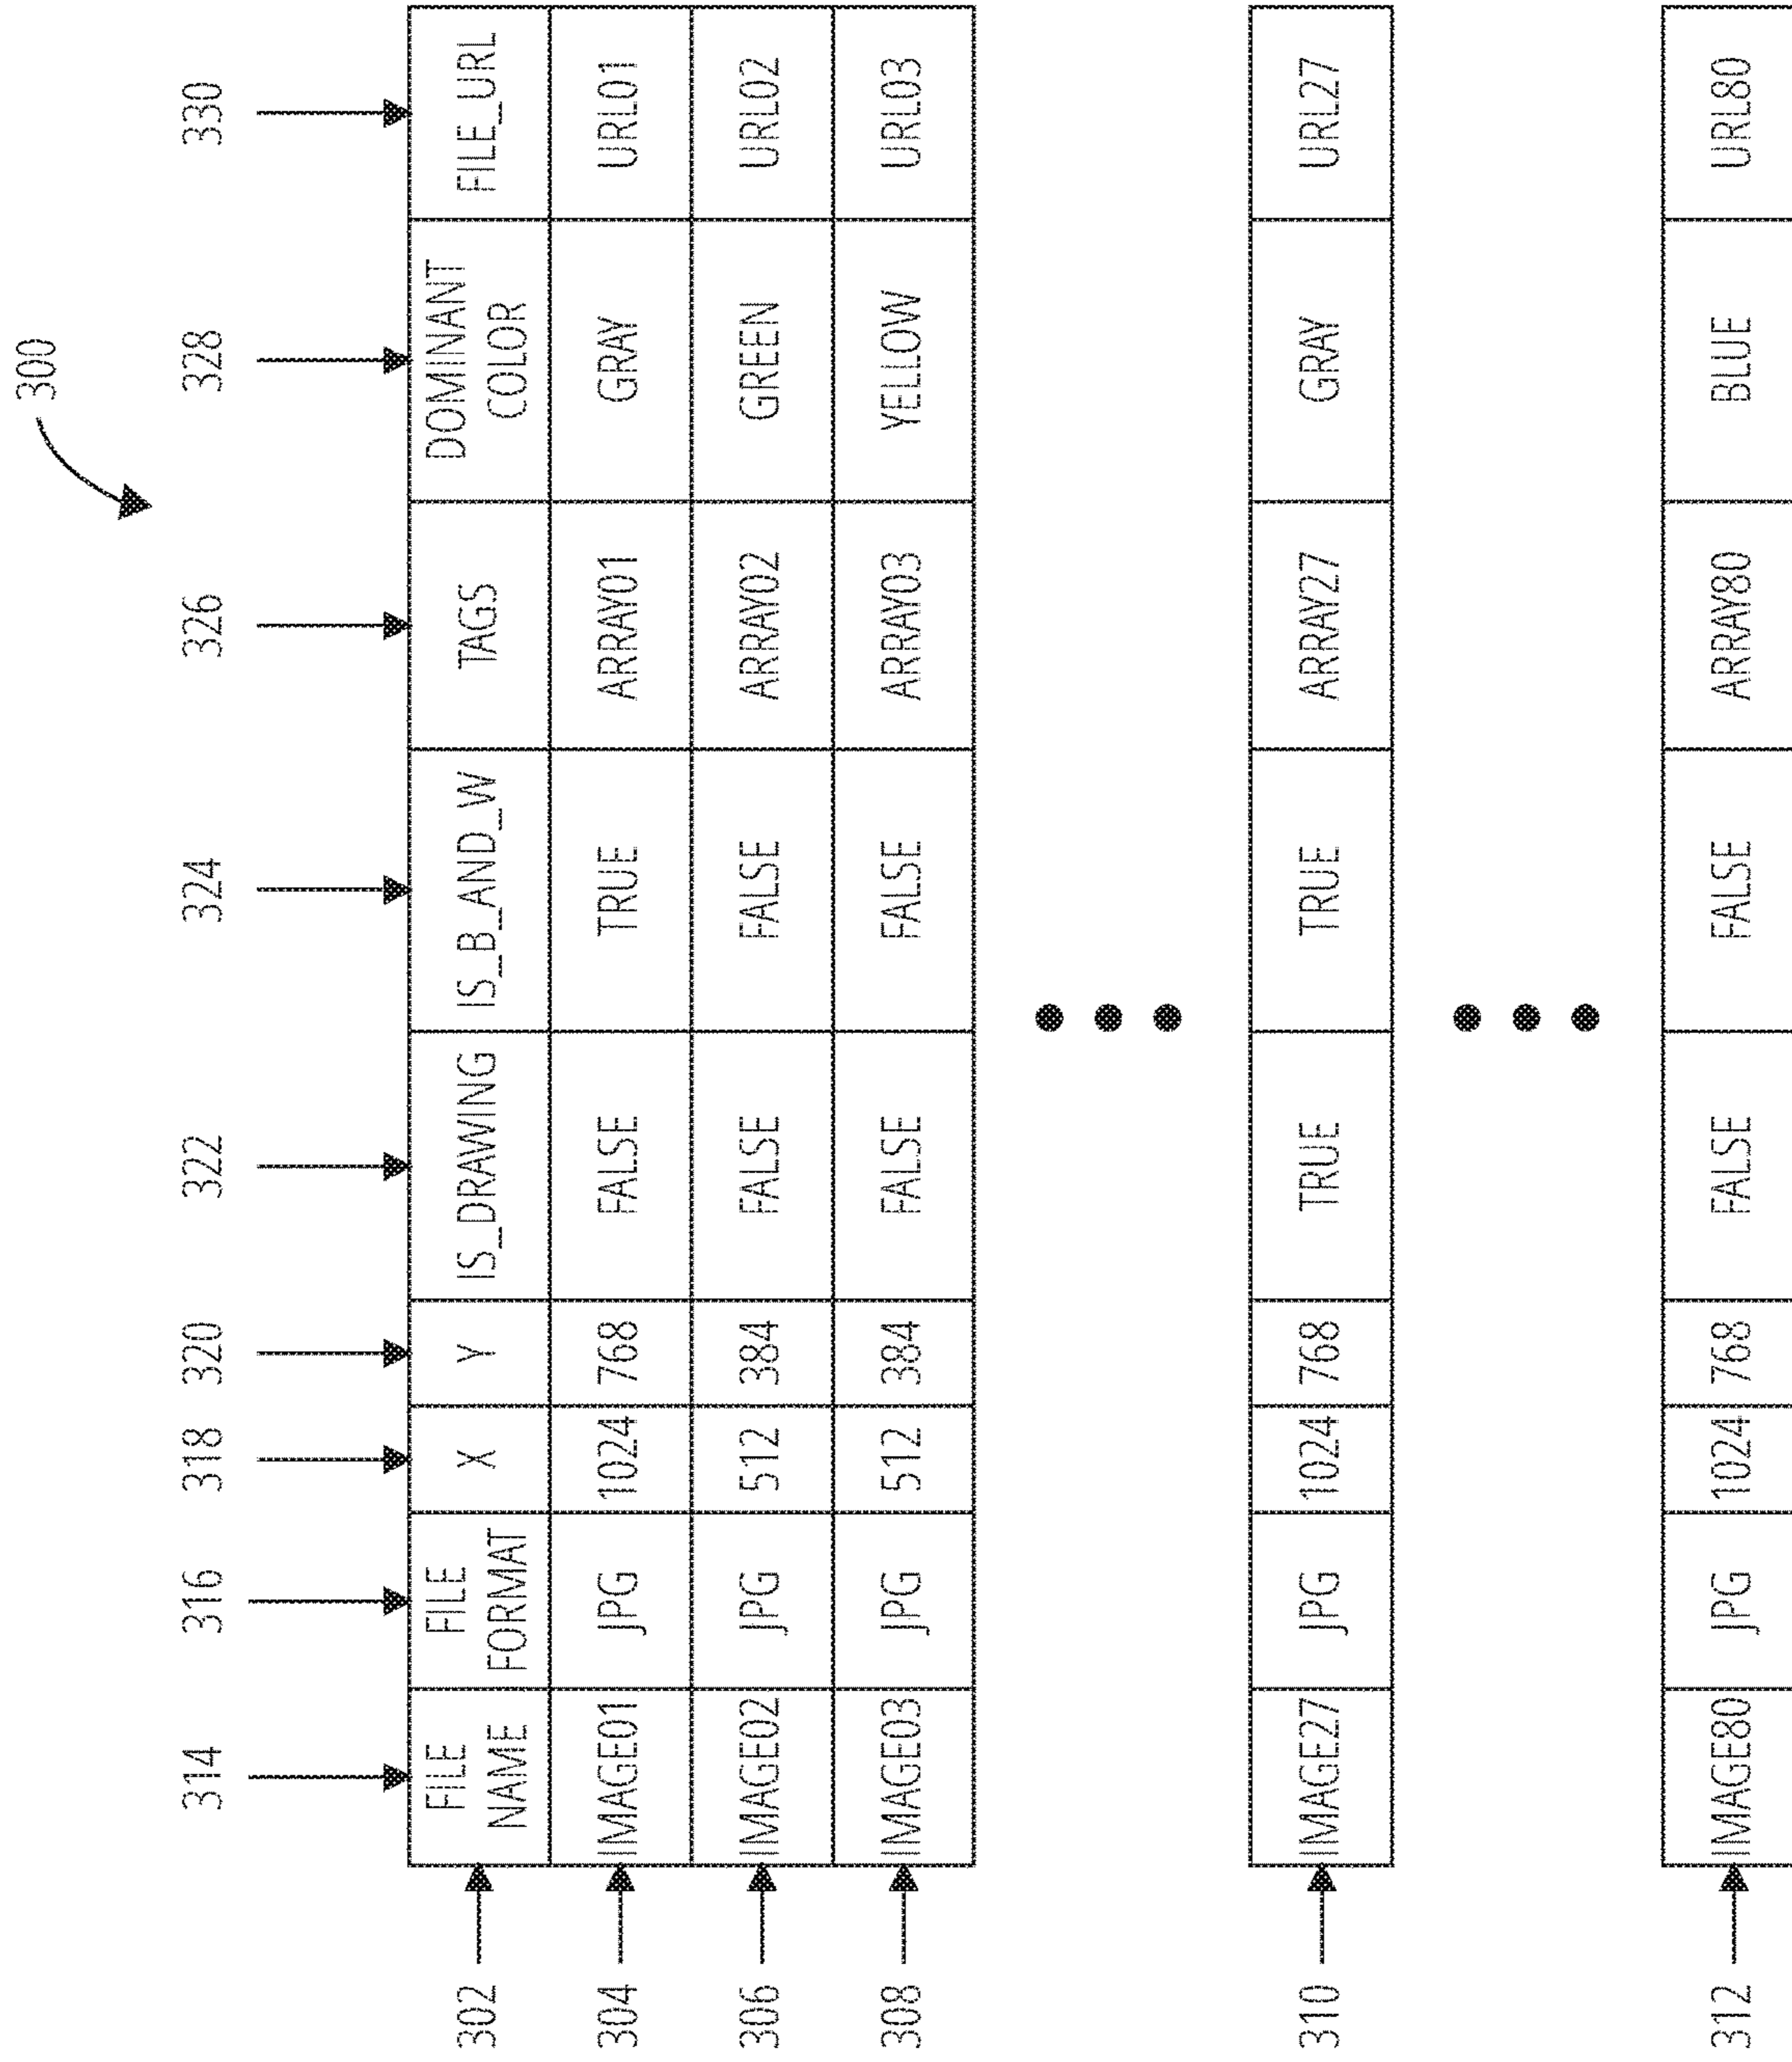 300
314 316 318 320 322 324 326 328 330
302 FILE NAME FILE FORMAT X Y IS_DRAWING IS_B_AND_W TAGS DOMINANT COLOR FILE_URL
304 IMAGE01 JPG 1024 768 FALSE TRUE ARRAY01 GRAY URL01
306 IMAGE02 JPG 512 384 FALSE FALSE ARRAY02 GREEN URL02
308 IMAGE03 JPG 512 384 FALSE FALSE ARRAY03 YELLOW URL03
310 IMAGE27 JPG 1024 768 TRUE TRUE ARRAY27 GRAY URL27
312 IMAGE80 JPG 1024 768 FALSE FALSE ARRAY80 BLUE URL80